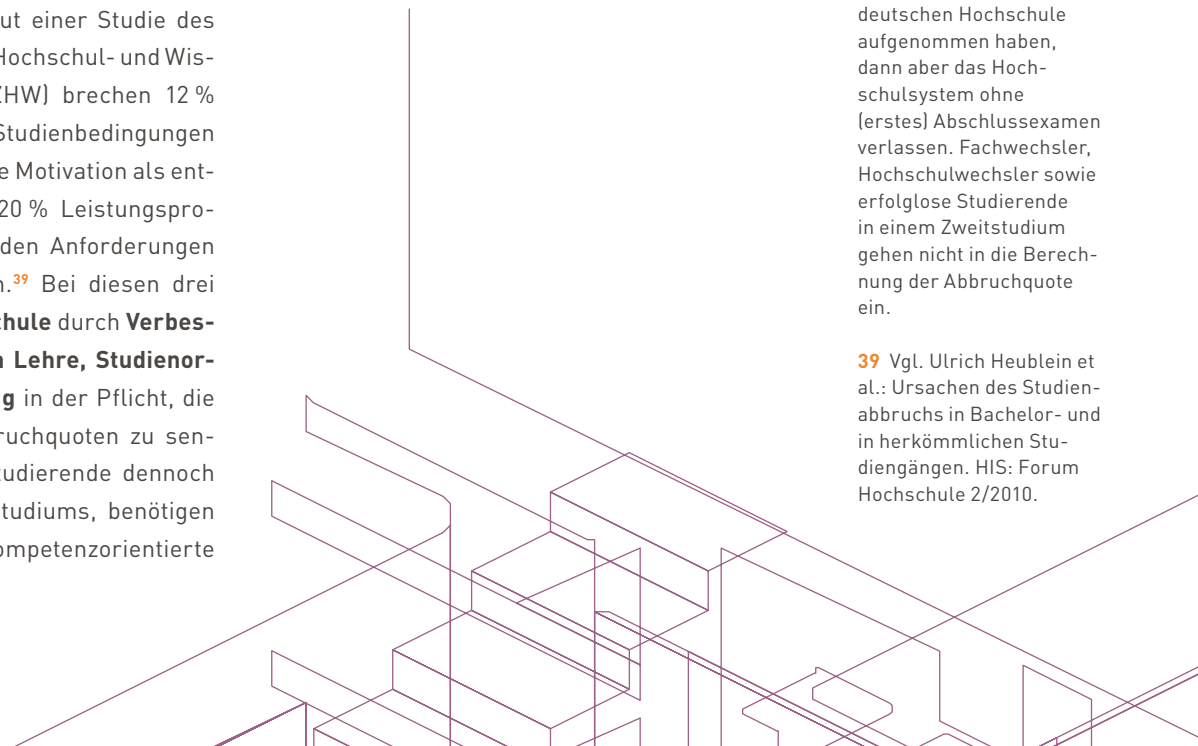 ut einer Studie des
Hochschul- und Wis-
ZHW) brechen 12 %
Studienbedingungen
e Motivation als ent-
20 % Leistungspro-
den Anforderungen
n.39 Bei diesen drei
chule durch Verbes-
n Lehre, Studienor-
g in der Pflicht, die
ruchquoten zu sen-
tudierende dennoch
tudiums, benötigen
ompetenzorientierte
deutschen Hochschule
aufgenommen haben,
dann aber das Hoch-
schulsystem ohne
(erstes) Abschlussexamen
verlassen. Fachwechsler,
Hochschulwechsler sowie
erfolglose Studierende
in einem Zweitstudium
gehen nicht in die Berech-
nung der Abbruchquote
ein.
39 Vgl. Ulrich Heublein et
al.: Ursachen des Studien-
abbruchs in Bachelor- und
in herkömmlichen Stu-
diengängen. HIS: Forum
Hochschule 2/2010.